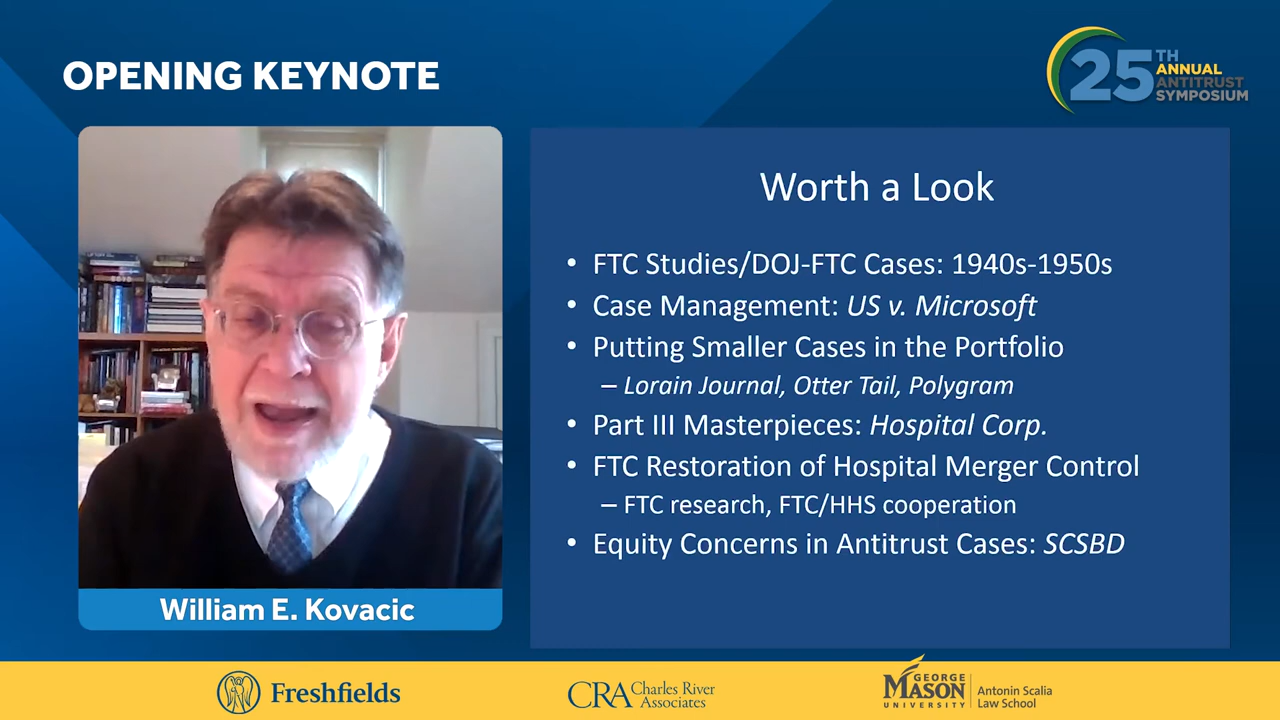 OPENING KEYNOTE
25TH
ANNUAL
ANTITRUST
SYMPOSIUM
William E. Kovacic
Worth a Look
• FTC Studies/DOJ-FTC Cases: 1940s-1950s
• Case Management: US v. Microsoft
• Putting Smaller Cases in the Portfolio
– Lorain Journal, Otter Tail, Polygram
• Part III Masterpieces: Hospital Corp.
• FTC Restoration of Hospital Merger Control
– FTC research, FTC/HHS cooperation
• Equity Concerns in Antitrust Cases: SCSBD
Freshfields
CRA Charles River
Associates
GEORGE
MASON
UNIVERSITY
Antonin Scalia
Law School